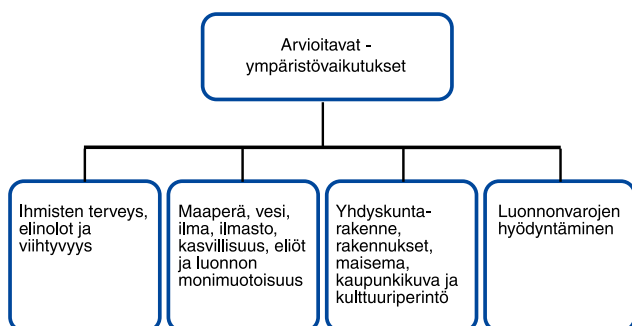 Arvioitavat -
ympäristövaikutukset
Ihmisten terveys,
elinolot ja
viihtyvyys
Maaperä, vesi,
ilma, ilmasto,
kasvillisuus, eliöt
ja luonnon
monimuotoisuus
Yhdyskunta-
rakenne,
rakennukset,
maisema,
kaupunkikuva ja
kulttuuriperintö
Luonnonvarojen
hyödyntäminen